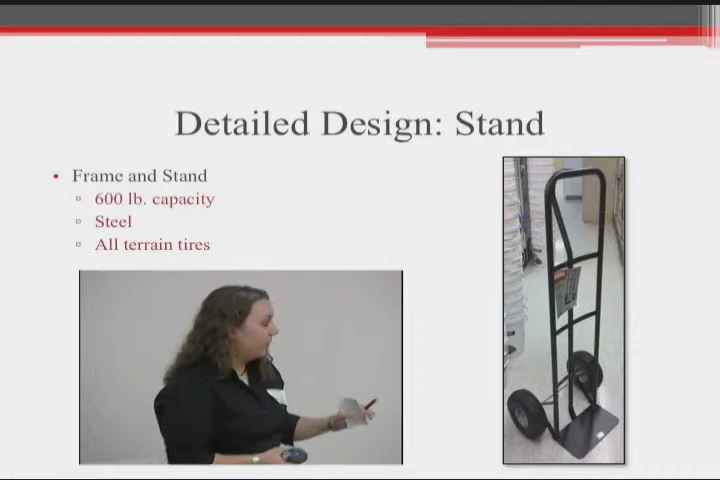 Detailed Design: Stand
• Frame and Stand
▫ 600 lb. capacity
▫ Steel
▫ All terrain tires